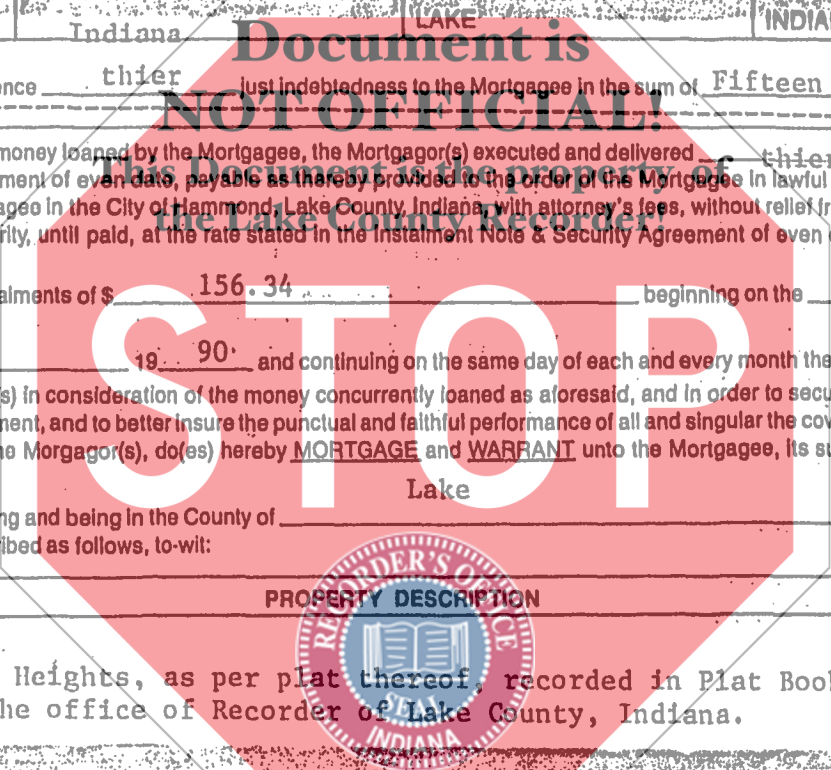 LAKE INDIA
Indiana
Document is
ence thier just indebtedness to the Mortgagee in the sum of Fifteen
NOT OFFICIAL!
money loaned by the Mortgagee, the Mortgagor(s) executed and delivered thier
This Document is the property of
ment of even date, payable as thereby provided to the order of the Mortgagee in lawful
agee in the City of Hammond, Lake County, Indiana, with attorney's fees, without relief fr
the Lake County Recorder!
rity, until paid, at the rate stated in the Instalment Note & Security Agreement of even
alments of $ 156.34 beginning on the
STOP
19 90 and continuing on the same day of each and every month the
s) in consideration of the money concurrently loaned as aforesaid, and in order to secu
ment, and to better insure the punctual and faithful performance of all and singular the cov
he Morgagor(s), do(es) hereby MORTGAGE and WARRANT unto the Mortgagee, its su
Lake
ng and being in the County of
ibed as follows, to-wit:
RECORDER'S OFFICE
PROPERTY DESCRIPTION
Heights, as per plat thereof, recorded in Plat Boo
he office of Recorder of Lake County, Indiana.
SEAL
INDIANA